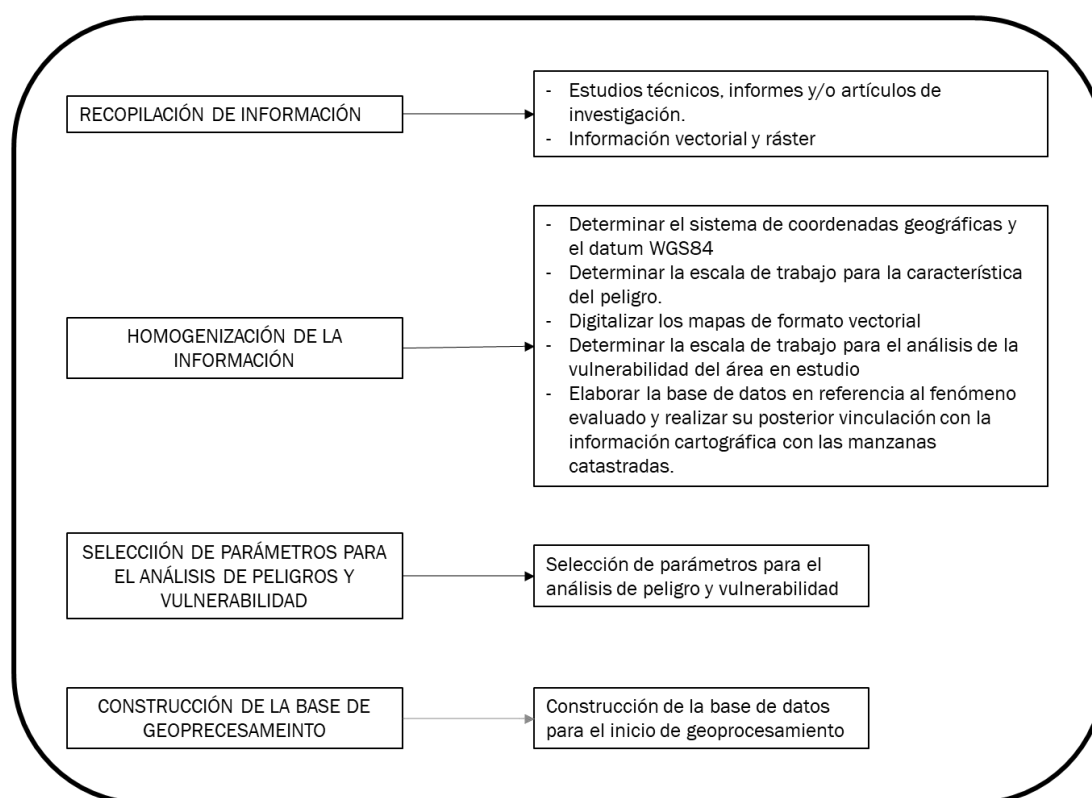 RECOPILACIÓN DE INFORMACIÓN
- Estudios técnicos, informes y/o artículos de
investigación.
- Información vectorial y ráster
HOMOGENIZACIÓN DE LA
INFORMACIÓN
- Determinar el sistema de coordenadas geográficas y
el datum WGS84
- Determinar la escala de trabajo para la característica
del peligro.
- Digitalizar los mapas de formato vectorial
- Determinar la escala de trabajo para el análisis de la
vulnerabilidad del área en estudio
- Elaborar la base de datos en referencia al fenómeno
evaluado y realizar su posterior vinculación con la
información cartográfica con las manzanas
catastradas.
SELECCIIÓN DE PARÁMETROS PARA
EL ANÁLISIS DE PELIGROS Y
VULNERABILIDAD
Selección de parámetros para el
análisis de peligro y vulnerabilidad
CONSTRUCCIÓN DE LA BASE DE
GEOPRECESAMEINTO
Construcción de la base de datos
para el inicio de geoprocesamiento